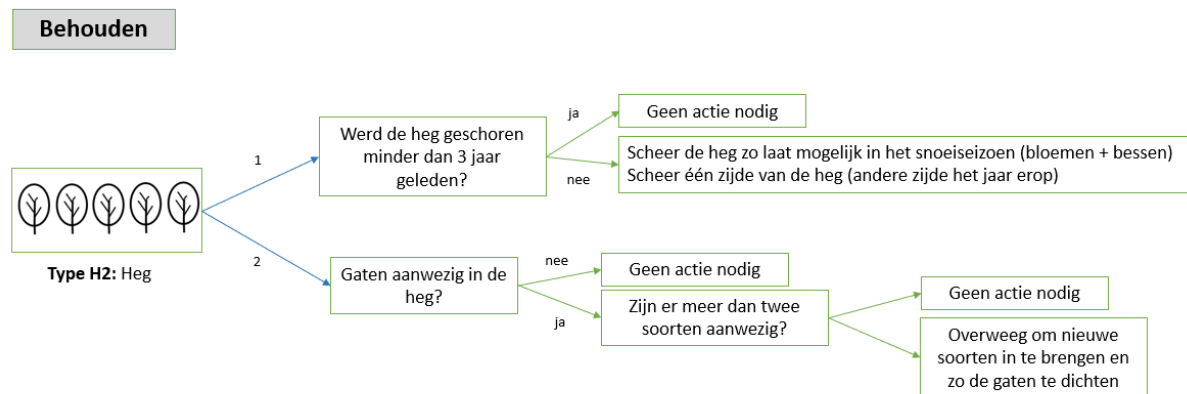 Behouden
1
2
Type H2: Heg
Werd de heg geschoren
minder dan 3 jaar
geleden?
ja
nee
Geen actie nodig
Scheer de heg zo laat mogelijk in het snoeiseizoen (bloemen + bessen)
Scheer één zijde van de heg (andere zijde het jaar erop)
Gaten aanwezig in de
heg?
nee
ja
Geen actie nodig
Zijn er meer dan twee
soorten aanwezig?
Geen actie nodig
Overweeg om nieuwe
soorten in te brengen en
zo de gaten te dichten